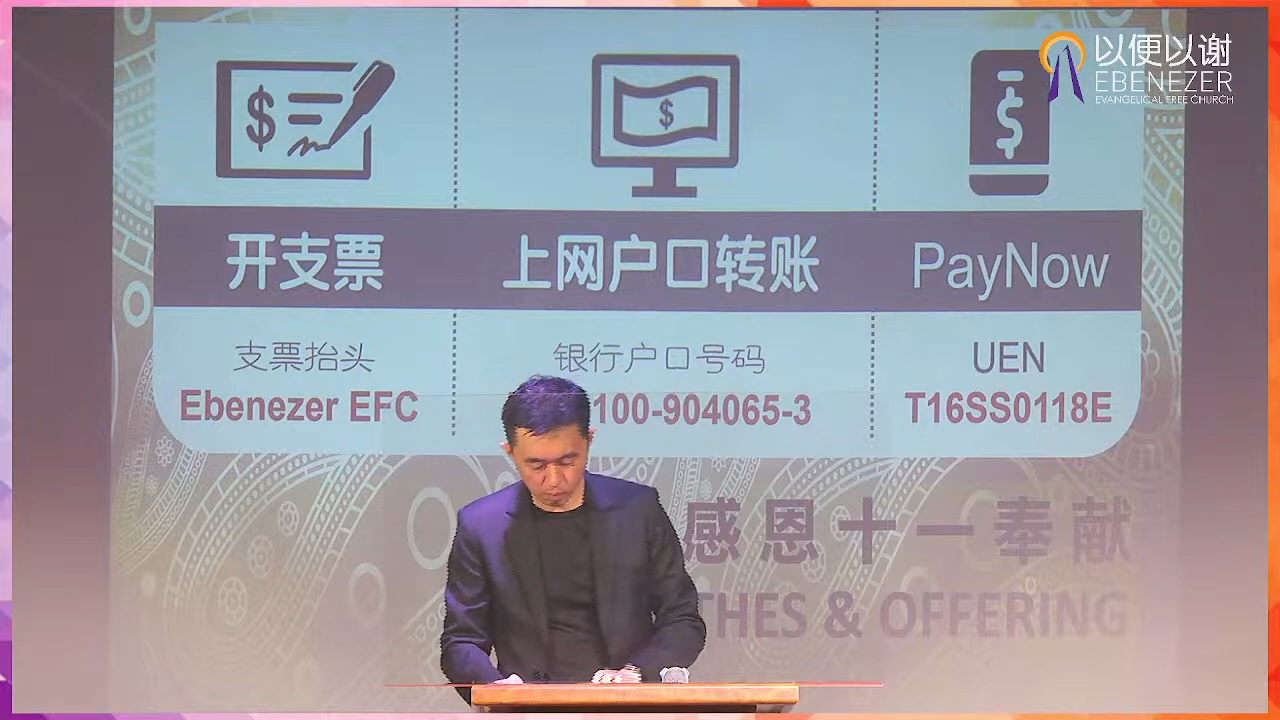 以便以谢
EBENEZER
EVANGELICAL FREE CHURCH
$
$
$
开支票
上网户口转账
PayNow
支票抬头
银行户口号码
UEN
Ebenezer EFC
100-904065-3
T16SS0118E
感恩十一奉献
& OFFERING